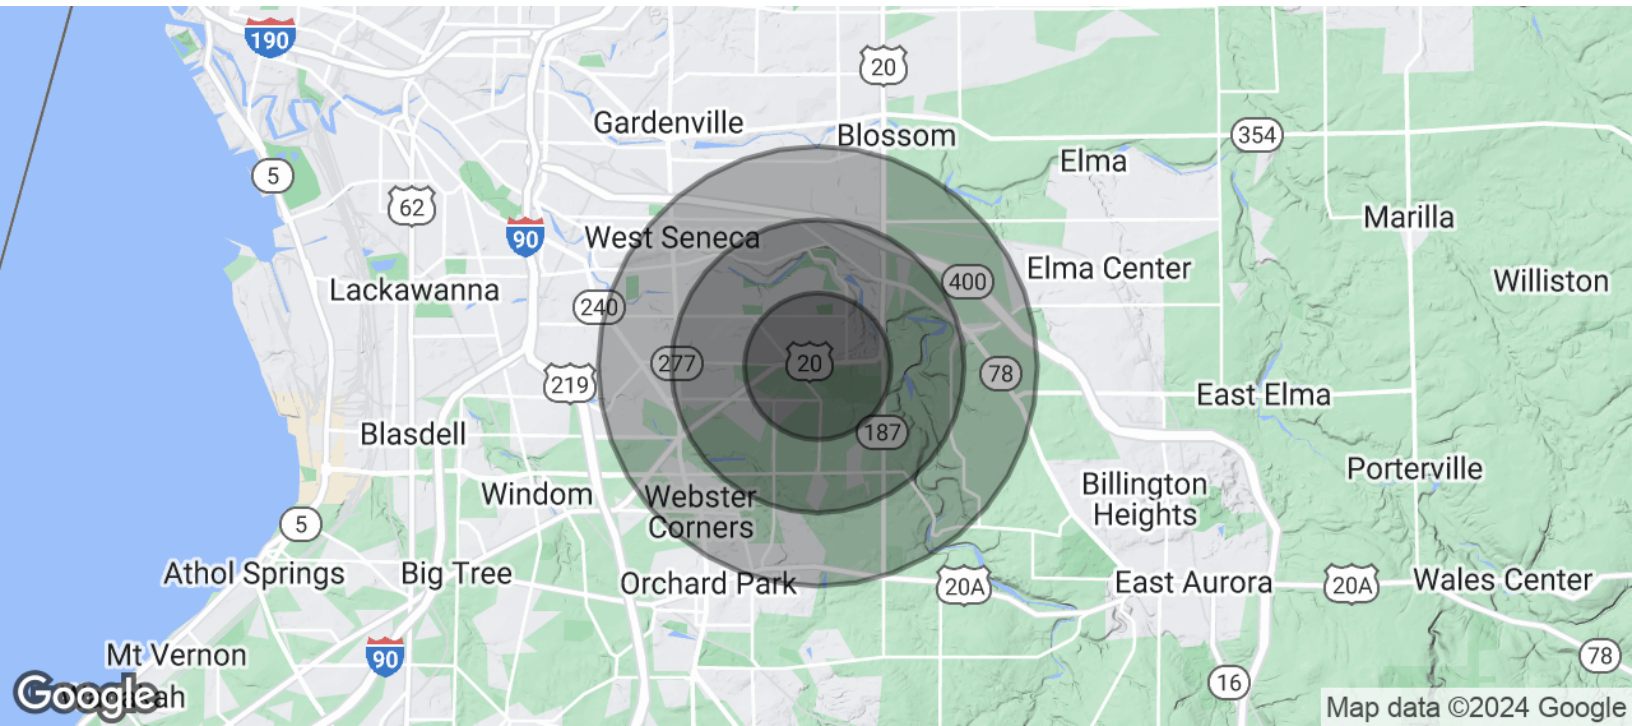 190
20
Gardenville
Blossom
354
Elma
5
62
Marilla
90
West Seneca
Elma Center
400
Williston
Lackawanna
240
277
20
78
219
East Elma
Blasdell
187
Porterville
Windom
Webster
Corners
Billington
Heights
5
Athol Springs
Big Tree
Orchard Park
20A
East Aurora
20A
Wales Center
Mt Vernon
90
78
16
Google
Map data ©2024 Google